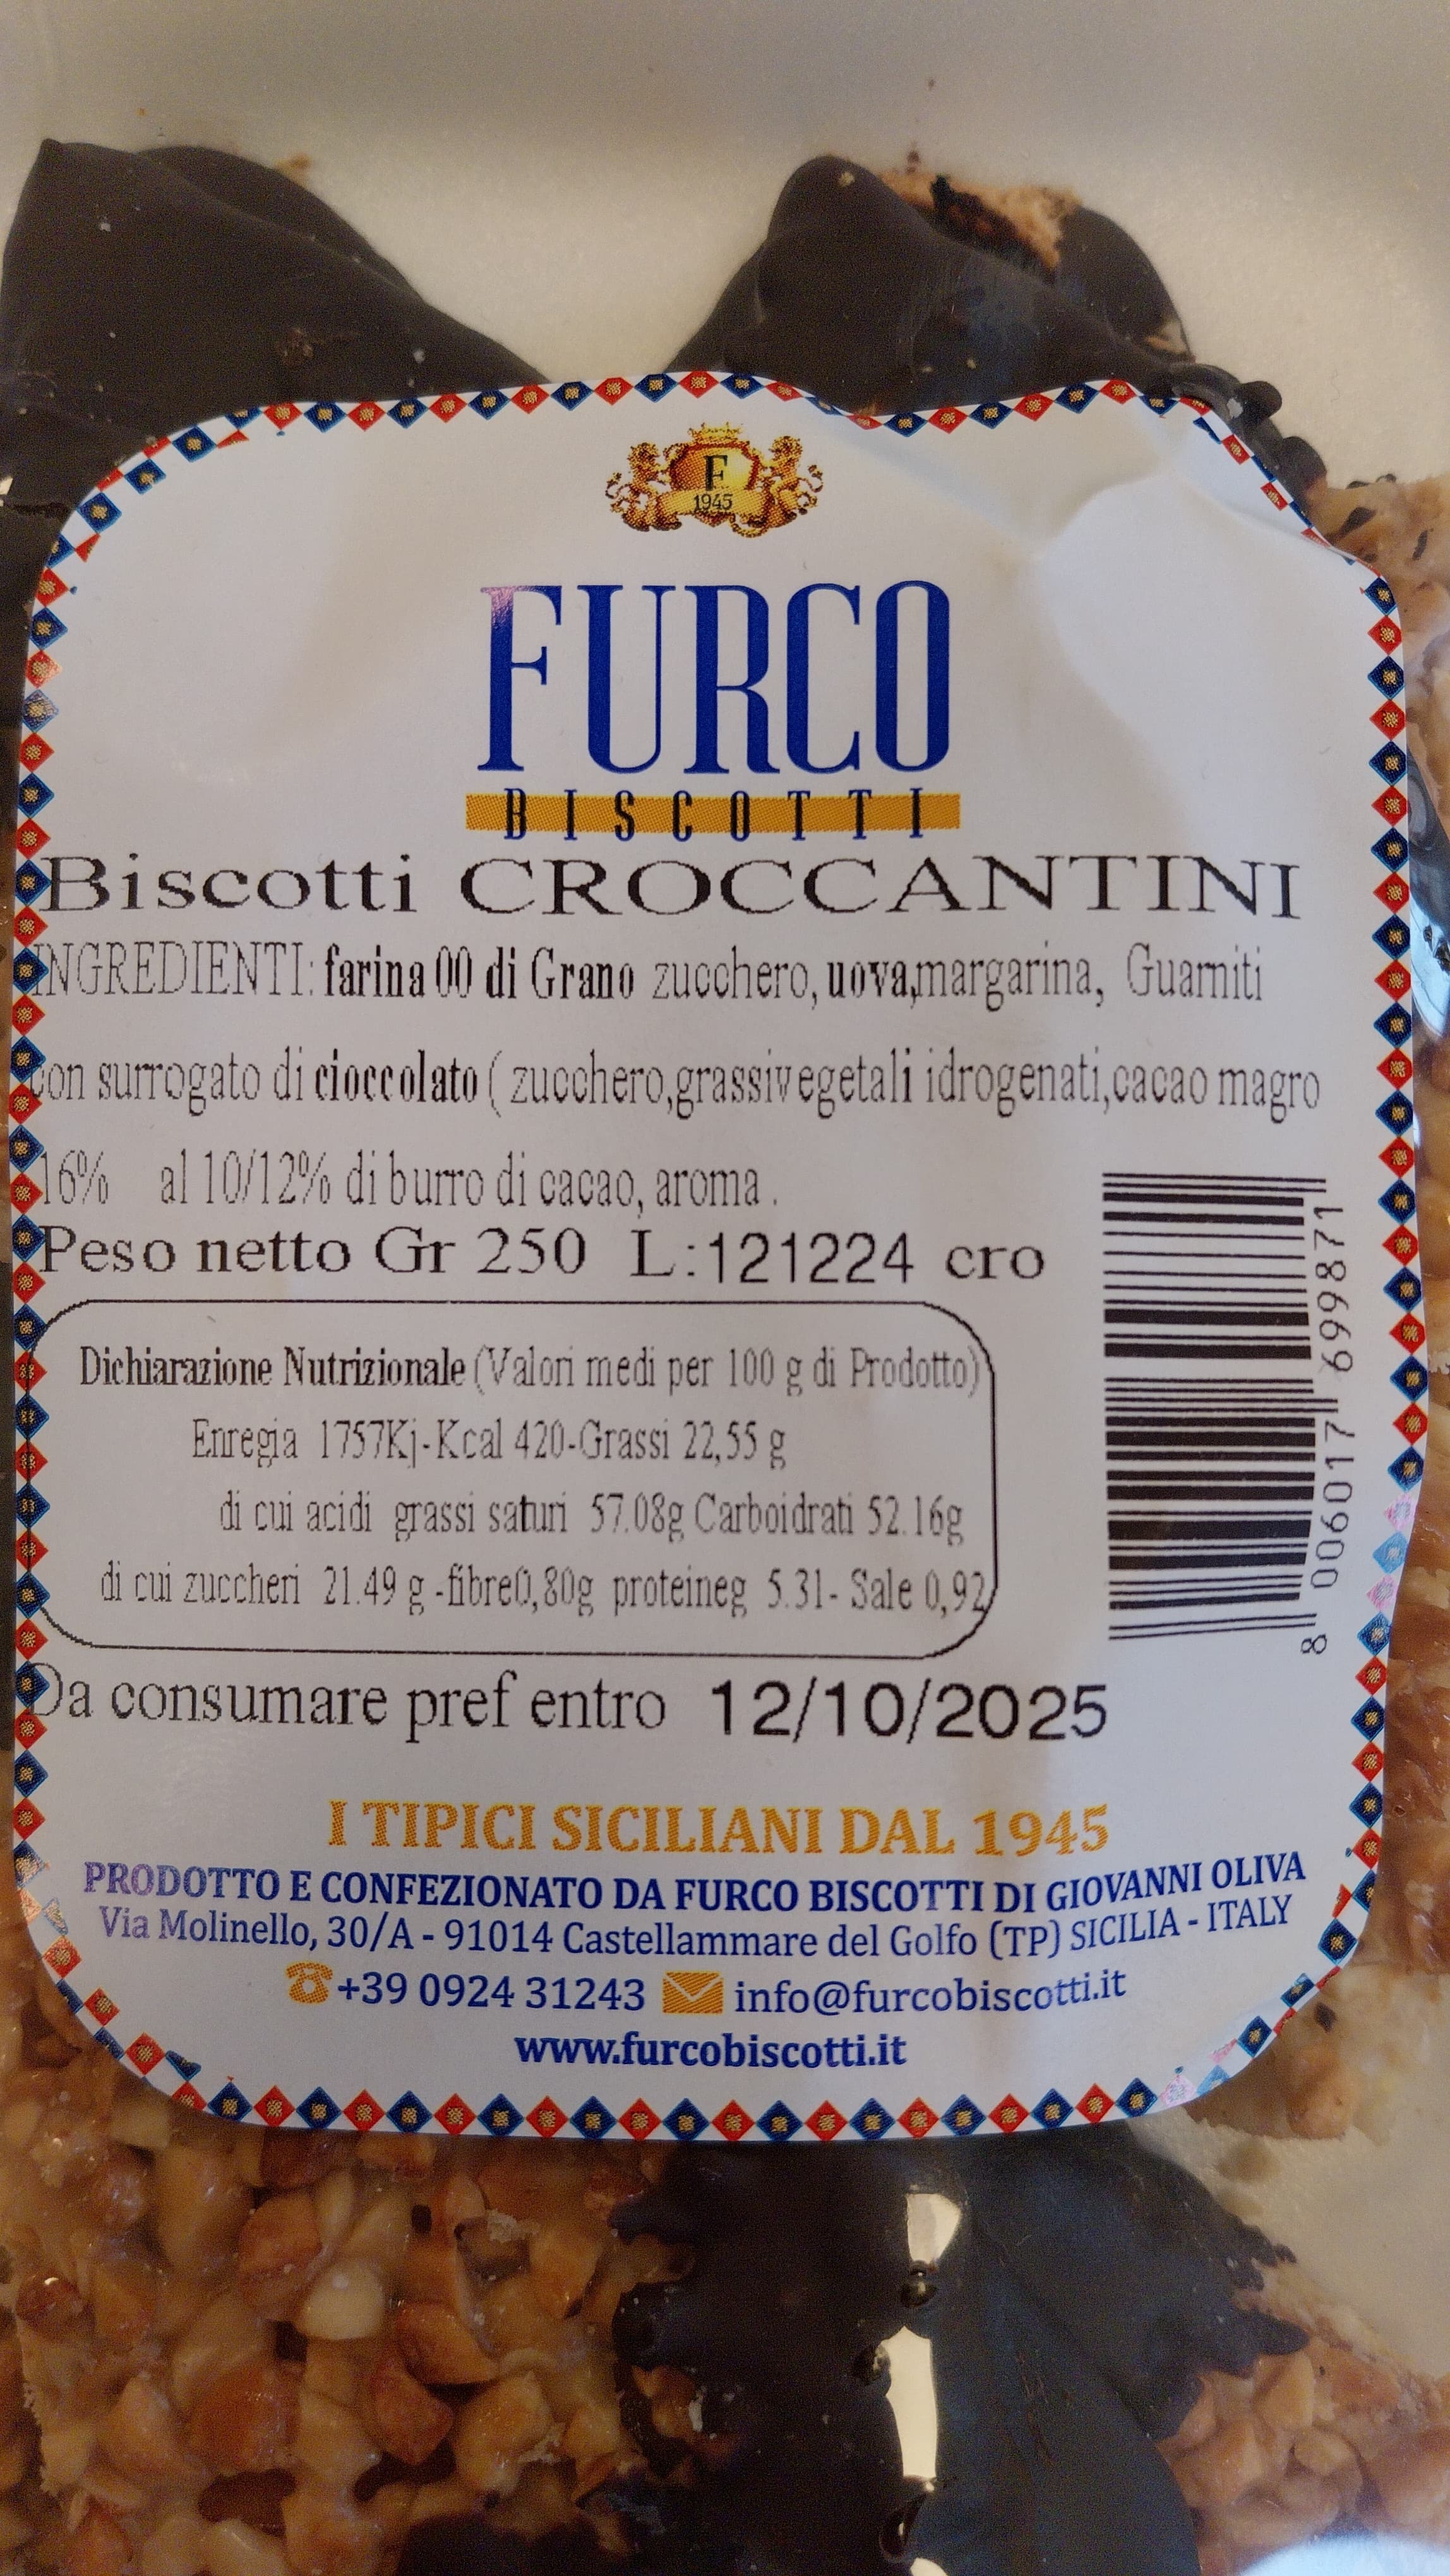 F
1945
FURCO
BISCOTTI
Biscotti CROCCANTINI
INGREDIENTI: farina 00 di Grano zucchero, uova,margarina, Guarniti
con surrogato di cioccolato ( zucchero,grassivegetali idrogenati,cacao magro
16% al 10/12% di burro di cacao, aroma .
Peso netto Gr 250 L:121224 cro
Dichiarazione Nutrizionale (Valori medi per 100 g di Prodotto)
Enregia 1757Kj-Kcal 420-Grassi 22,55 g
di cui acidi grassi saturi 57.08g Carboidrati 52.16g
di cui zuccheri 21.49 g -fibre0,80g proteineg 5.31- Sale 0,92
8 006017 699871
Da consumare pref entro 12/10/2025
I TIPICI SICILIANI DAL 1945
PRODOTTO E CONFEZIONATO DA FURCO BISCOTTI DI GIOVANNI OLIVA
Via Molinello, 30/A - 91014 Castellammare del Golfo (TP) SICILIA - ITALY
+39 0924 31243 info@furcobiscotti.it
www.furcobiscotti.it